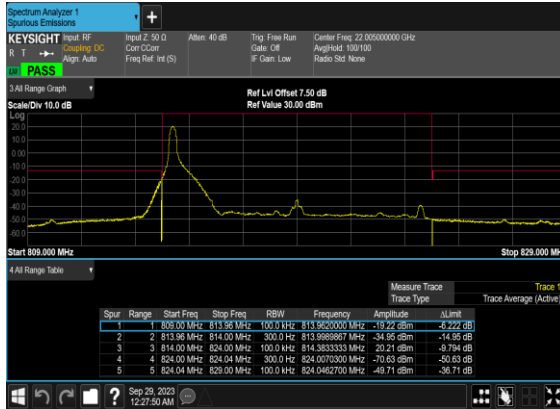 Spectrum Analyzer 1
Spurious Emissions
KEYSIGHT Input: RF Input Z: 50 Ω Atten: 40 dB Trig: Free Run Center Freq: 22.005000000 GHz
R T Coupling: DC Corr CCorr Gate: Off Avg|Hold: 100/100
Align: Auto Freq Ref: Int (S) IF Gain: Low Radio Std: None
PASS
3 All Range Graph
Ref Lvl Offset 7.50 dB
Scale/Div 10.0 dB Ref Value 30.00 dBm
Log
20.0
10.0
0.00
-10.0
-20.0
-30.0
-40.0
-50.0
-60.0
Start 809.000 MHz Stop 829.000 MH
4 All Range Table
Measure Trace Trace 1
Trace Type Trace Average (Active)
Spur Range Start Freq Stop Freq RBW Frequency Amplitude ΔLimit
1 1 809.00 MHz 813.96 MHz 100.0 kHz 813.9620000 MHz -19.22 dBm -6.222 dB
2 2 813.96 MHz 814.00 MHz 300.0 Hz 813.9989867 MHz -34.95 dBm -14.95 dB
3 3 814.00 MHz 824.00 MHz 100.0 kHz 814.3833333 MHz 20.21 dBm -9.794 dB
4 4 824.00 MHz 824.04 MHz 300.0 Hz 824.0070300 MHz -70.63 dBm -50.63 dB
5 5 824.04 MHz 829.00 MHz 100.0 kHz 824.0462700 MHz -49.71 dBm -36.71 dB
Sep 29, 2023
12:27:50 AM